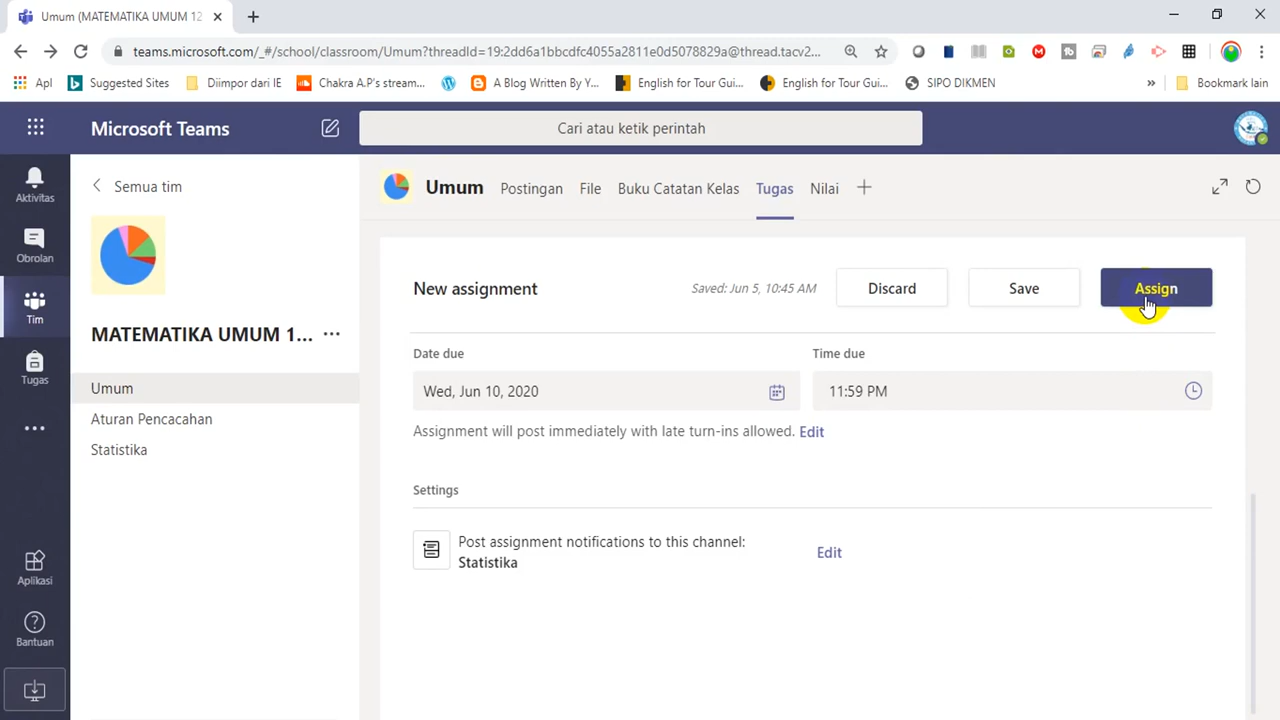 Umum (MATEMATIKA UMUM 12
teams.microsoft.com/_#/school/classroom/Umum?threadId=19:2dd6a1bbcdfc4055a2811e0d5078829a@thread.tacv2...
Apl
Suggested Sites
Diimpor dari IE
Chakra A.P's stream...
A Blog Written By Y...
English for Tour Gui...
English for Tour Gui...
SIPO DIKMEN
»
Bookmark lain
Microsoft Teams
Cari atau ketik perintah
Aktivitas
Obrolan
Tim
Tugas
Aplikasi
Bantuan
Semua tim
MATEMATIKA UMUM 1... ...
Umum
Aturan Pencacahan
Statistika
Umum Postingan File Buku Catatan Kelas Tugas Nilai +
New assignment
Saved: Jun 5, 10:45 AM
Discard
Save
Assign
Date due
Time due
Wed, Jun 10, 2020
11:59 PM
Assignment will post immediately with late turn-ins allowed. Edit
Settings
Post assignment notifications to this channel:
Statistika
Edit